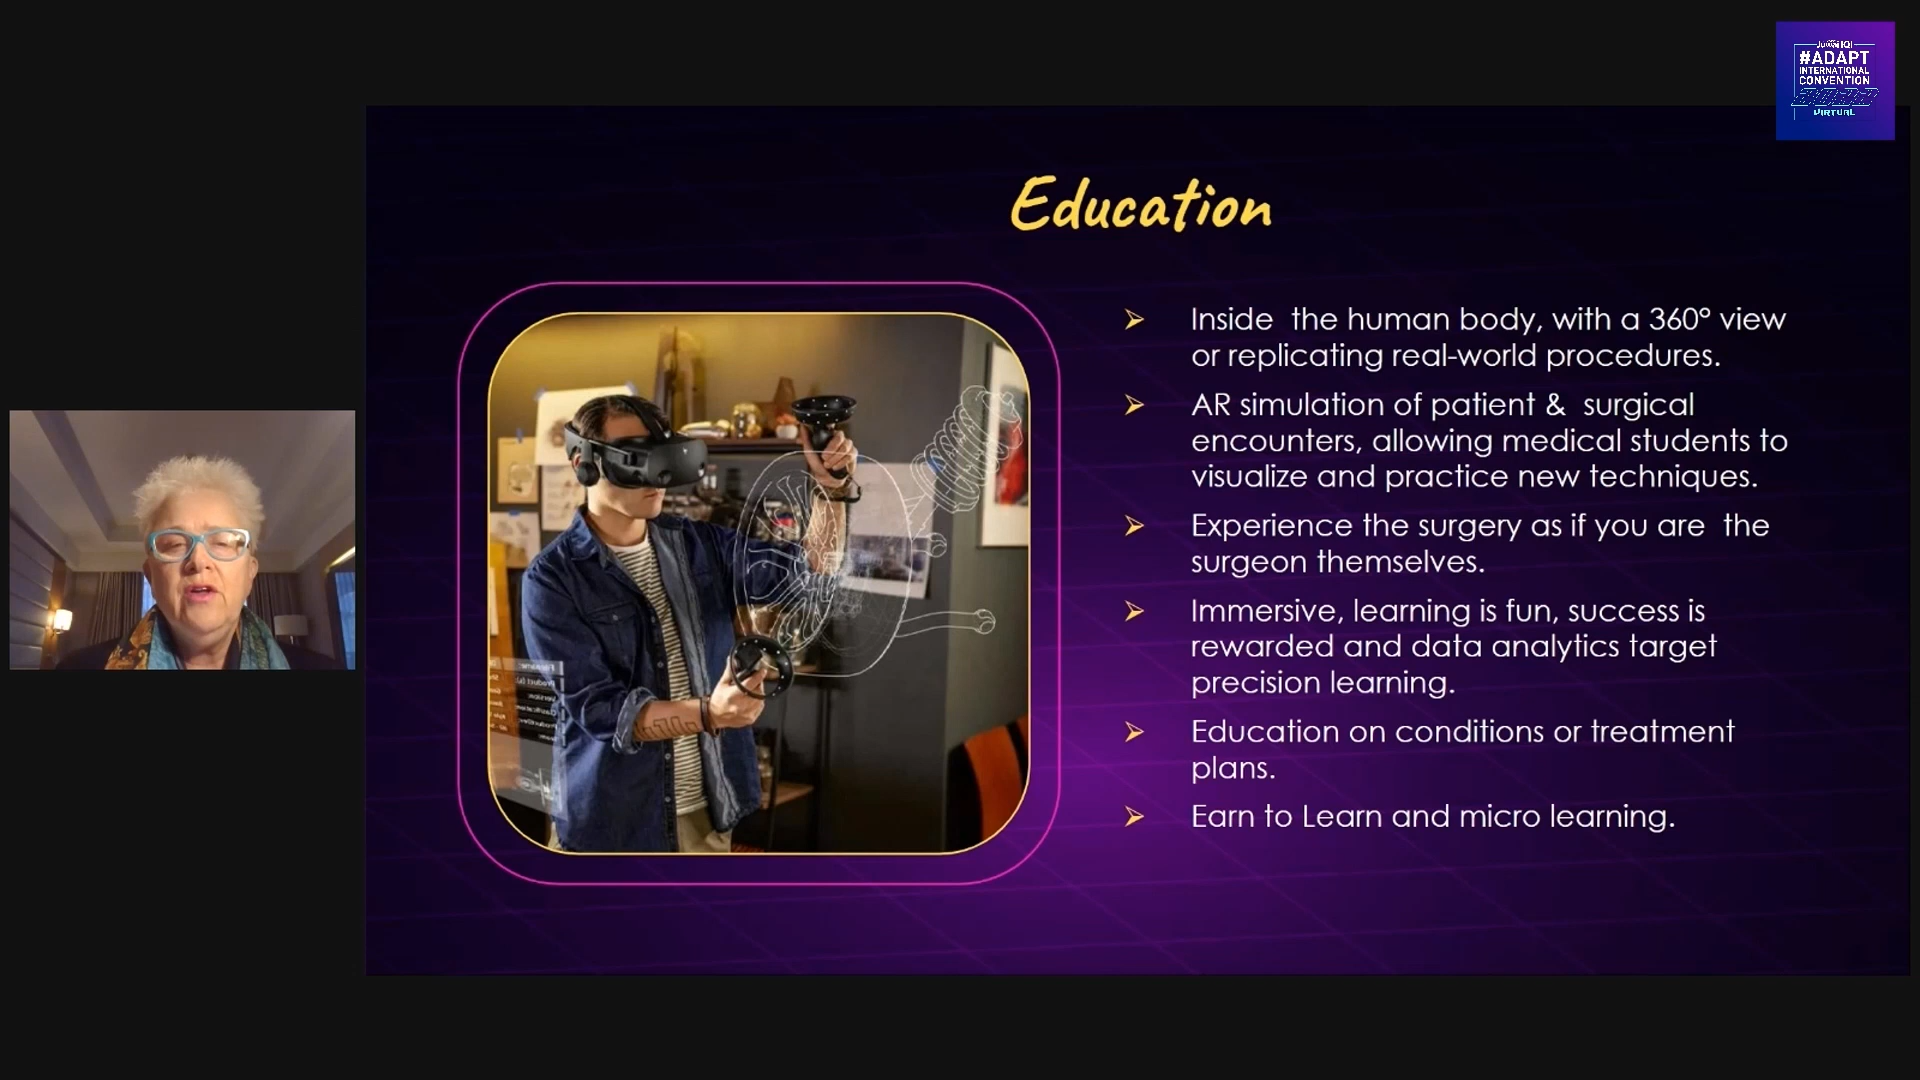 #ADAPT
INTERNATIONAL
CONVENTION
VIRTUAL
Education
➢ Inside  the human body, with a 360° view
or replicating real-world procedures.
➢ AR simulation of patient &  surgical
encounters, allowing medical students to
visualize and practice new techniques.
➢ Experience the surgery as if you are  the
surgeon themselves.
➢ Immersive, learning is fun, success is
rewarded and data analytics target
precision learning.
➢ Education on conditions or treatment
plans.
➢ Earn to Learn and micro learning.